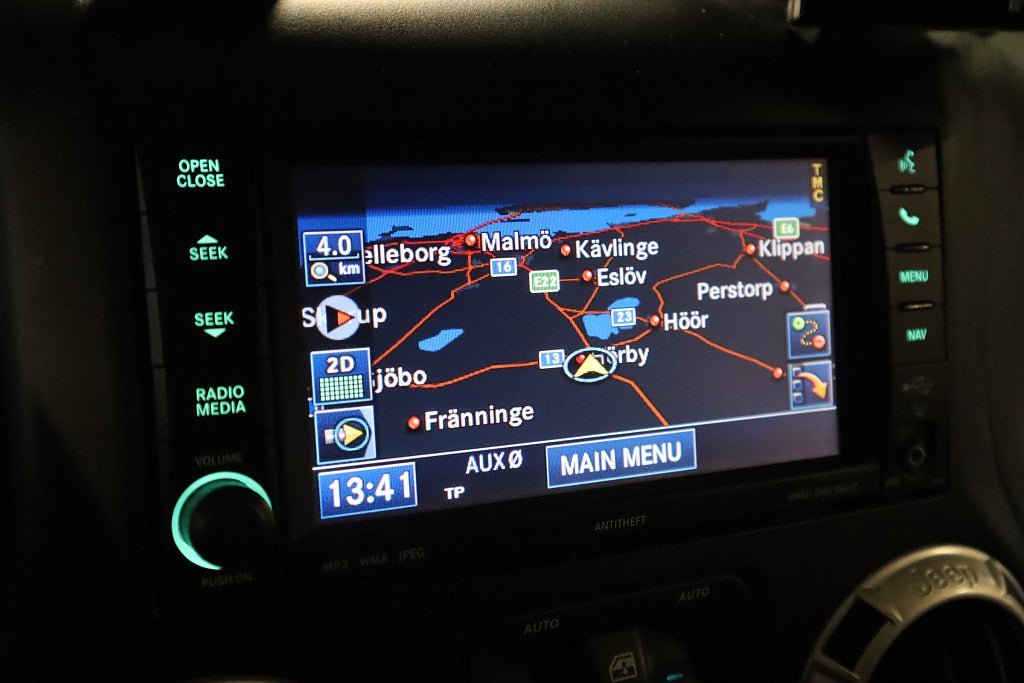 OPEN
CLOSE
SEEK
SEEK
RADIO
MEDIA
VOLUME
PUSH ON
TMC
4.0
km
elleborg
Malmö
Kävlinge
E6
Klippan
16
E22
Eslöv
Perstorp
S up
23
Höör
2D
13
örby
jöbo
Fränninge
13:41
AUX
TP
MAIN MENU
MENU
NAV
MP3 WMA JPEG
ANTITHEFT
HARD DISC DRIVE
AUTO
AUTO
Jeep